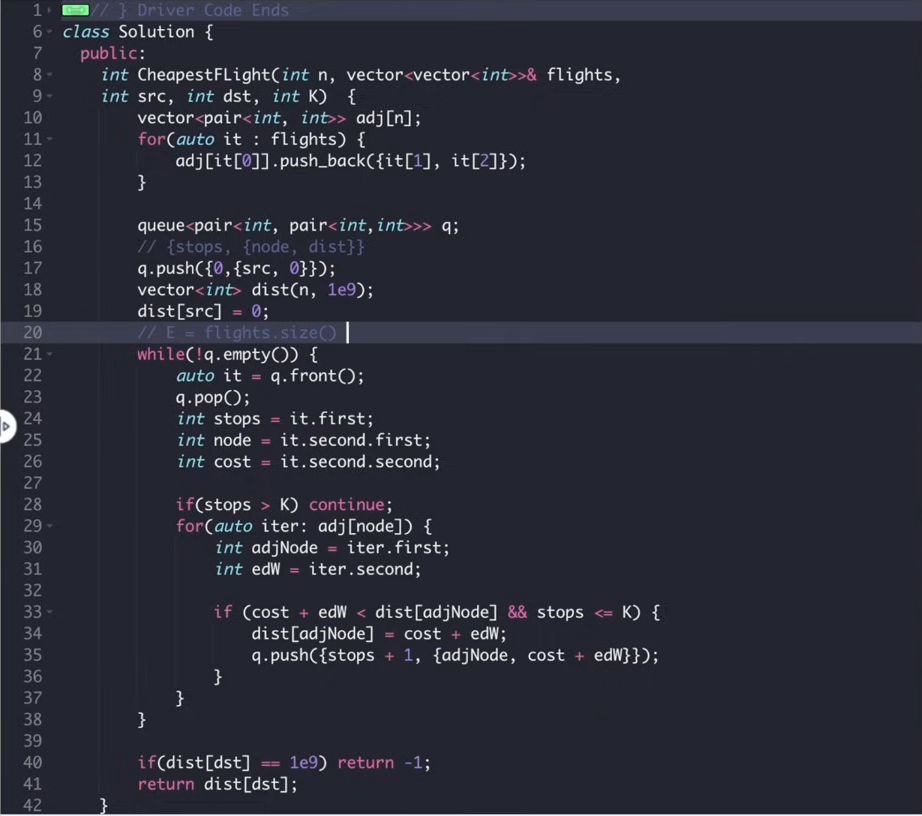 1 // } Driver Code Ends
6 class Solution {
7 public:
8 int CheapestFLight(int n, vector<vector<int>>& flights,
9 int src, int dst, int K)  {
10 vector<pair<int, int>> adj[n];
11 for(auto it : flights) {
12 adj[it[0]].push_back({it[1], it[2]});
13 }
14
15 queue<pair<int, pair<int,int>>> q;
16 // {stops, {node, dist}}
17 q.push({0,{src, 0}});
18 vector<int> dist(n, 1e9);
19 dist[src] = 0;
20 // E = flights.size()
21 while(!q.empty()) {
22 auto it = q.front();
23 q.pop();
24 int stops = it.first;
25 int node = it.second.first;
26 int cost = it.second.second;
27
28 if(stops > K) continue;
29 for(auto iter: adj[node]) {
30 int adjNode = iter.first;
31 int edW = iter.second;
32
33 if (cost + edW < dist[adjNode] && stops <= K) {
34 dist[adjNode] = cost + edW;
35 q.push({stops + 1, {adjNode, cost + edW}});
36 }
37 }
38 }
39
40 if(dist[dst] == 1e9) return -1;
41 return dist[dst];
42 }